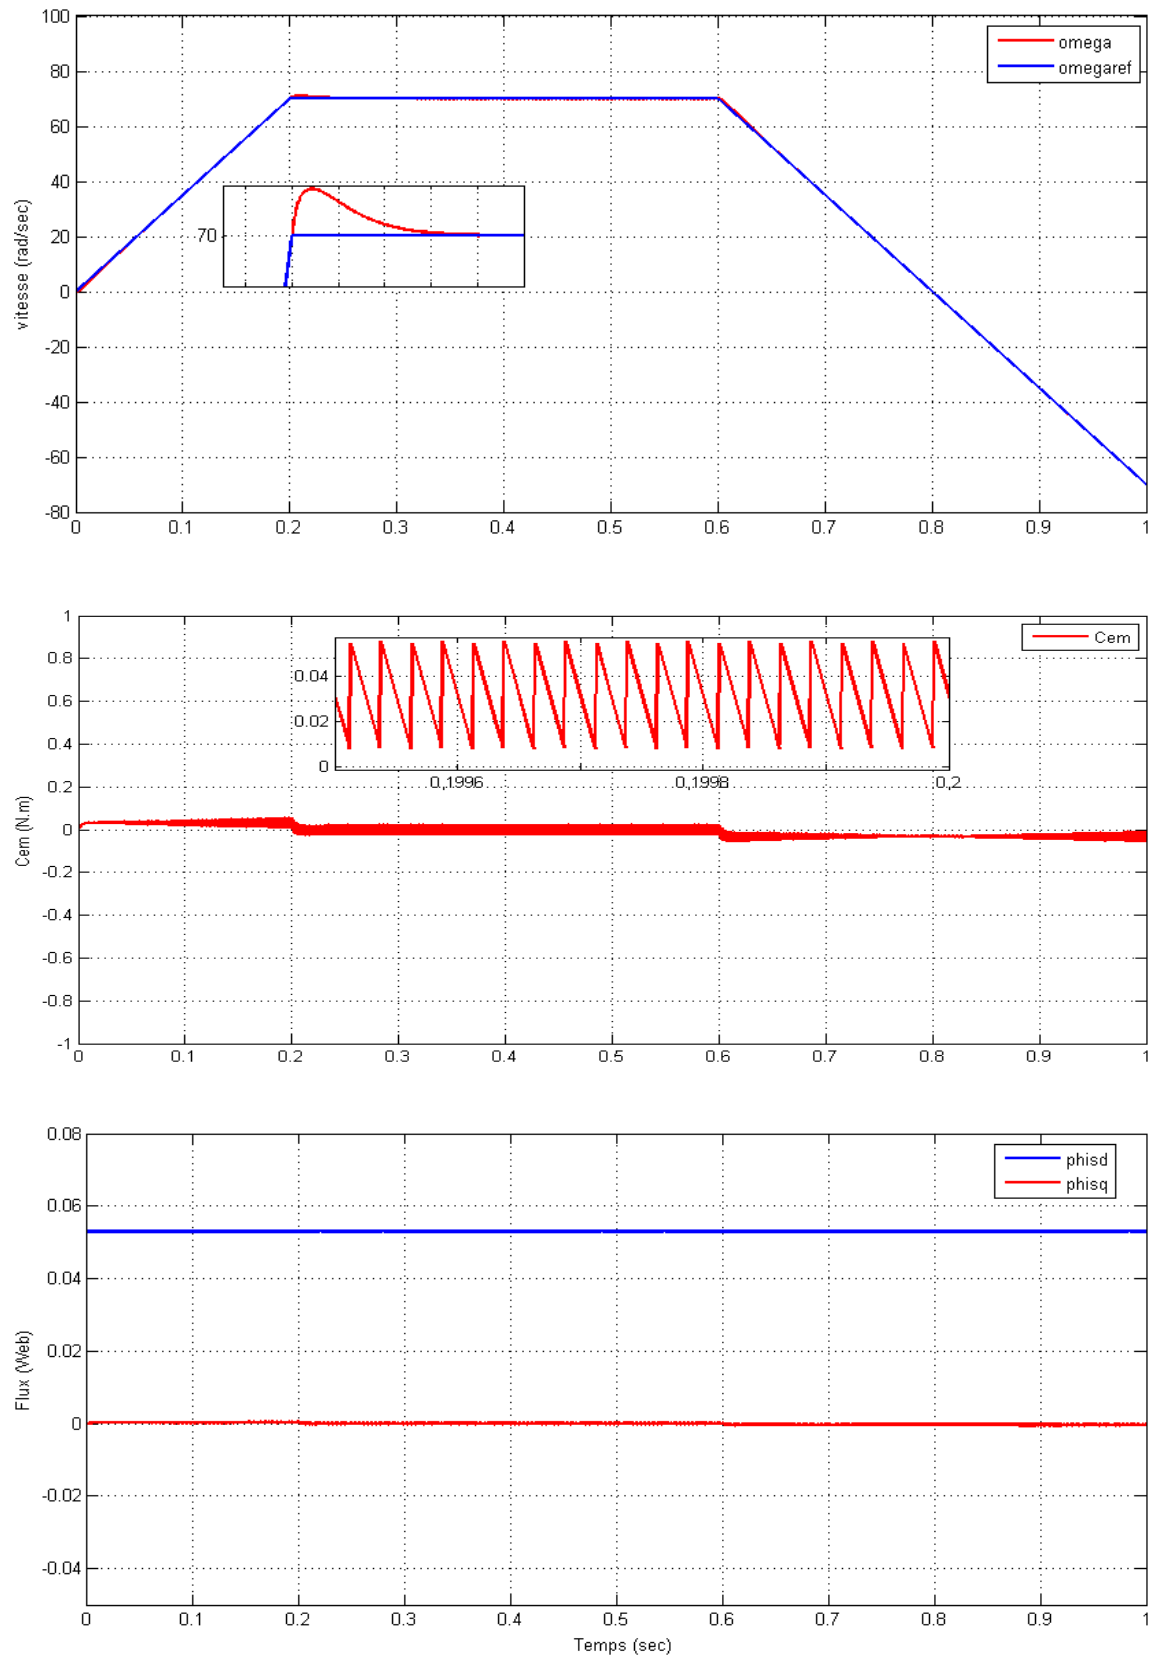 100
80
60
40
20
0
-20
-40
-60
-80
vitesse (rad/sec)
omega
omegaref
70
0 0.1 0.2 0.3 0.4 0.5 0.6 0.7 0.8 0.9 1
1
0.8
0.6
0.4
0.2
0
-0.2
-0.4
-0.6
-0.8
-1
Cem (N.m)
Cem
0.04
0.02
0
0,1996 0,1998 0,2
0 0.1 0.2 0.3 0.4 0.5 0.6 0.7 0.8 0.9 1
0.08
0.06
0.04
0.02
0
-0.02
-0.04
Flux (Web)
phisd
phisq
0 0.2 0.3 0.4 0.5 0.6 0.7 0.8 0.9 1
Temps (sec)